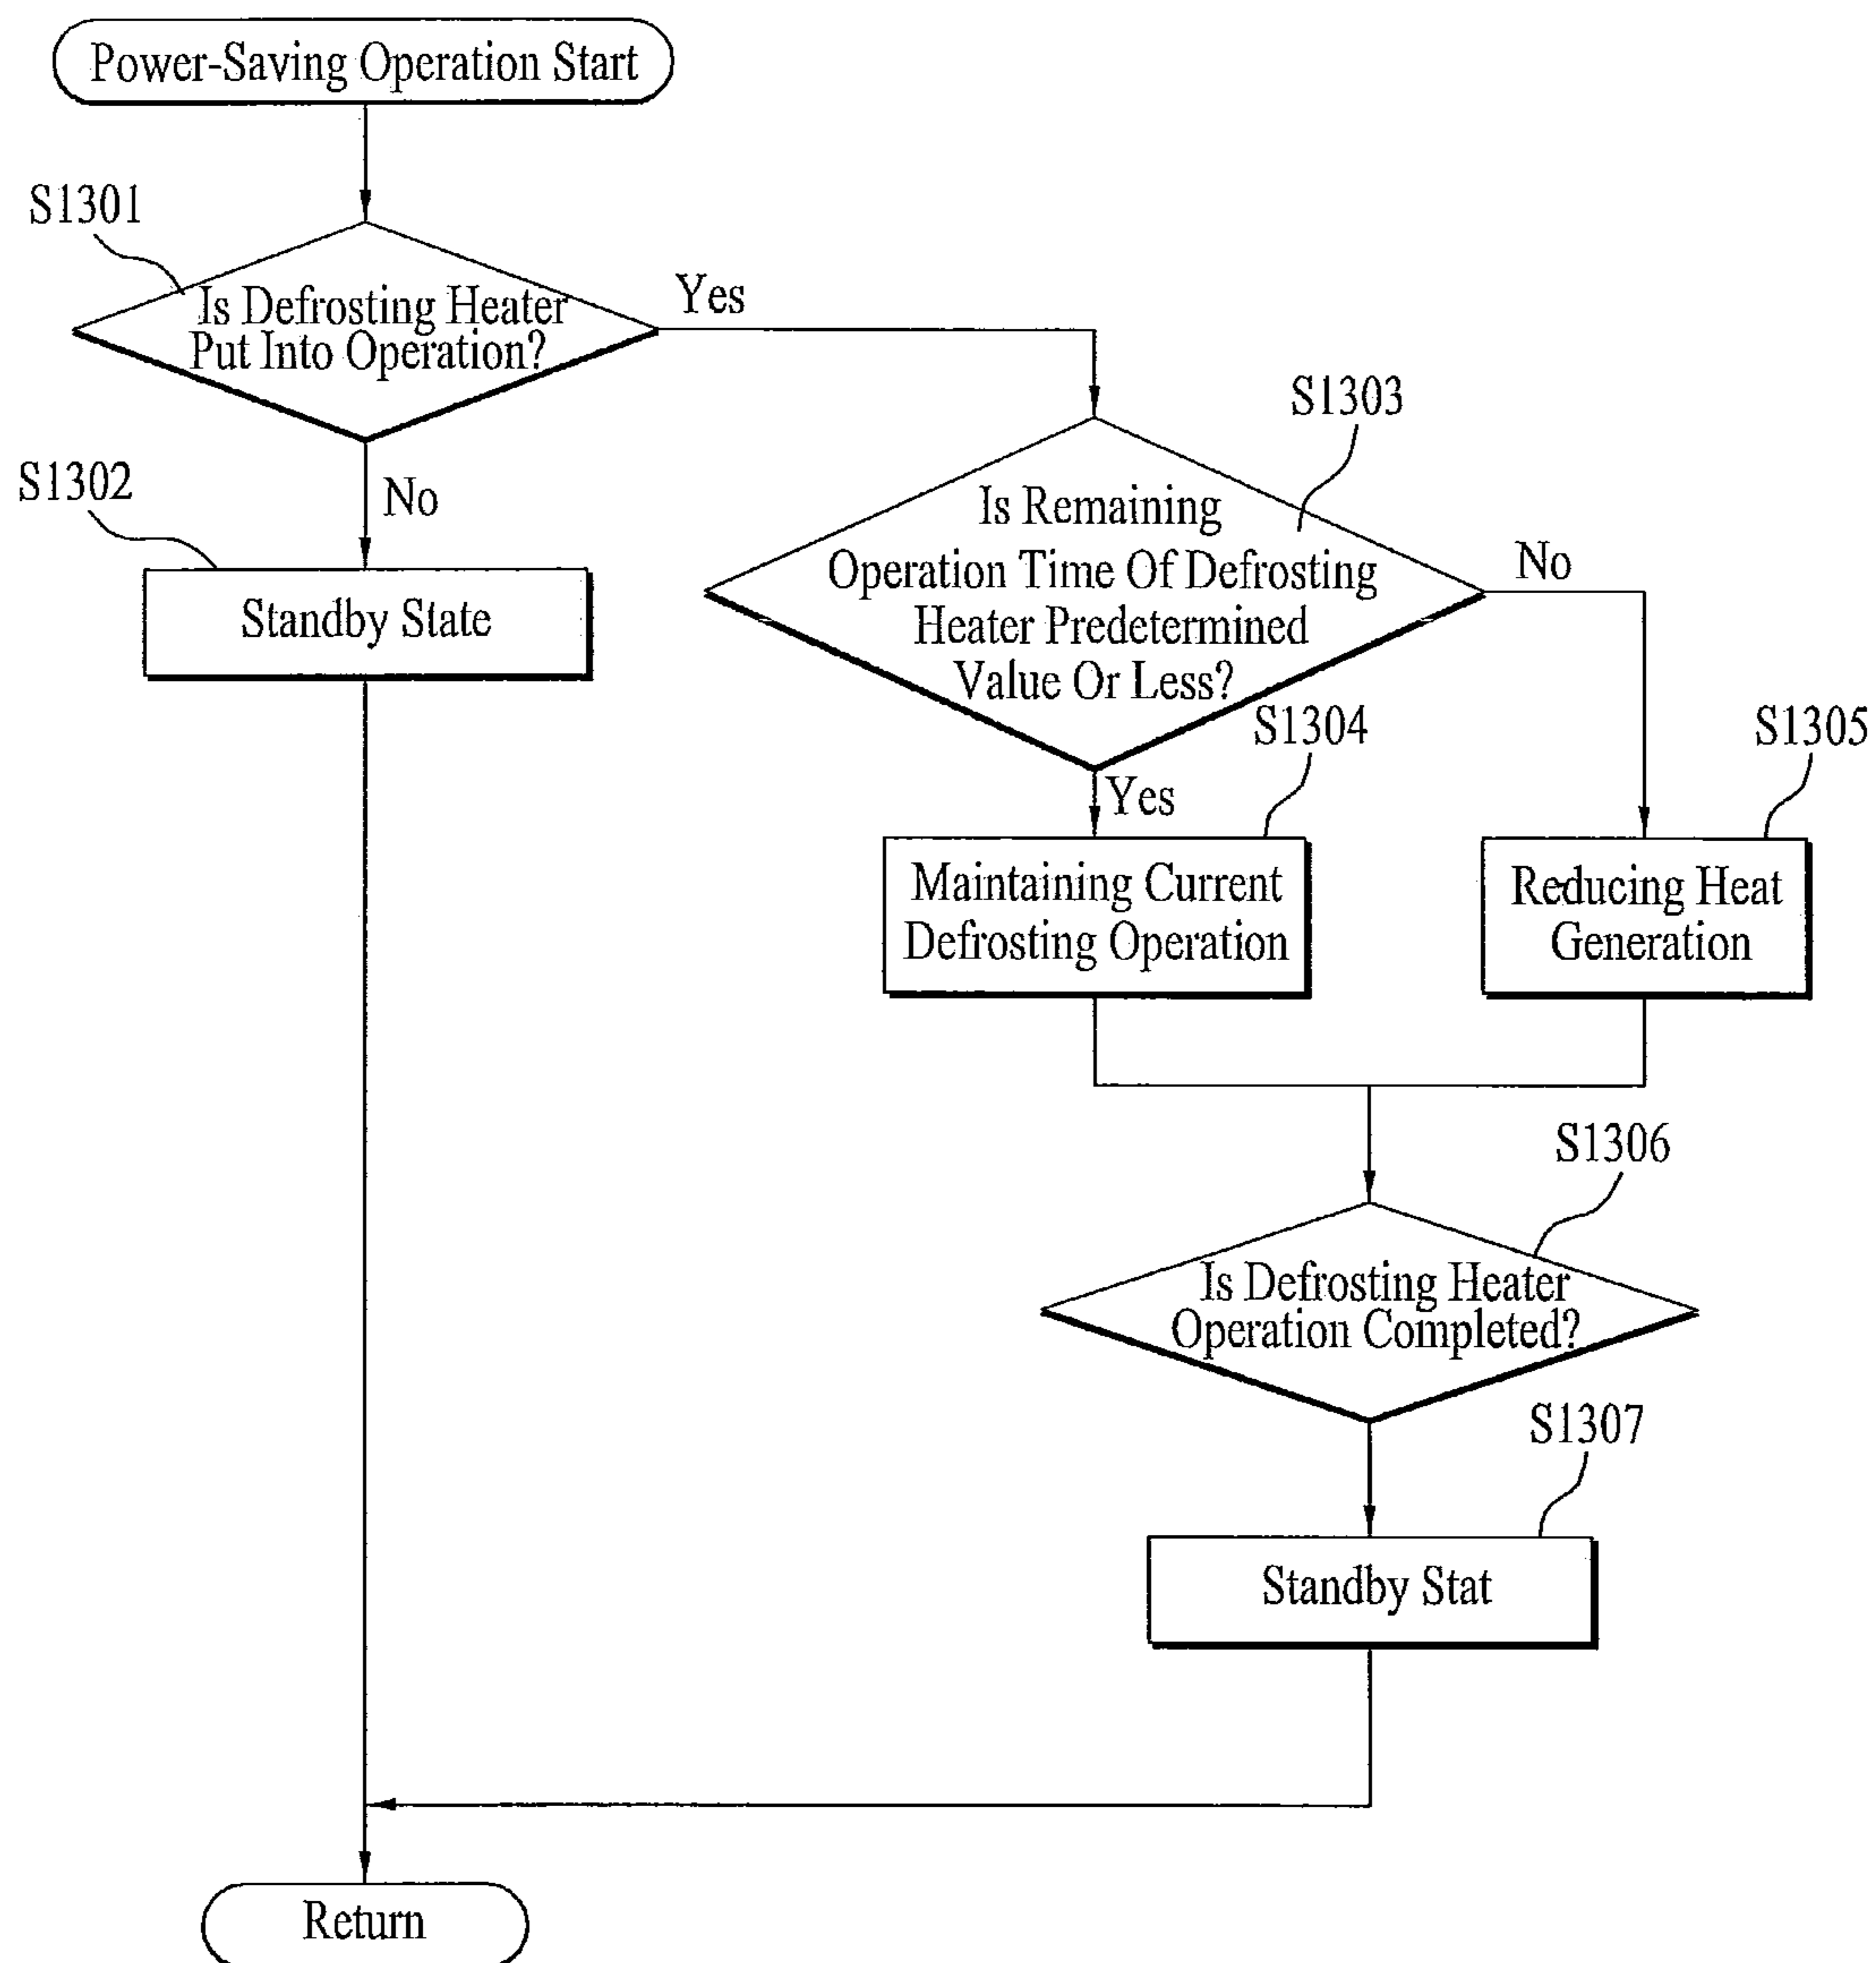 Power-Saving Operation Start
S1301
Is Defrosting Heater
Put Into Operation?
Yes
No
S1302
Standby State
S1303
Is Remaining
Operation Time Of Defrosting
Heater Predetermined
Value Or Less?
No
Yes
S1304
Maintaining Current
Defrosting Operation
S1305
Reducing Heat
Generation
S1306
Is Defrosting Heater
Operation Completed?
S1307
Standby Stat
Return